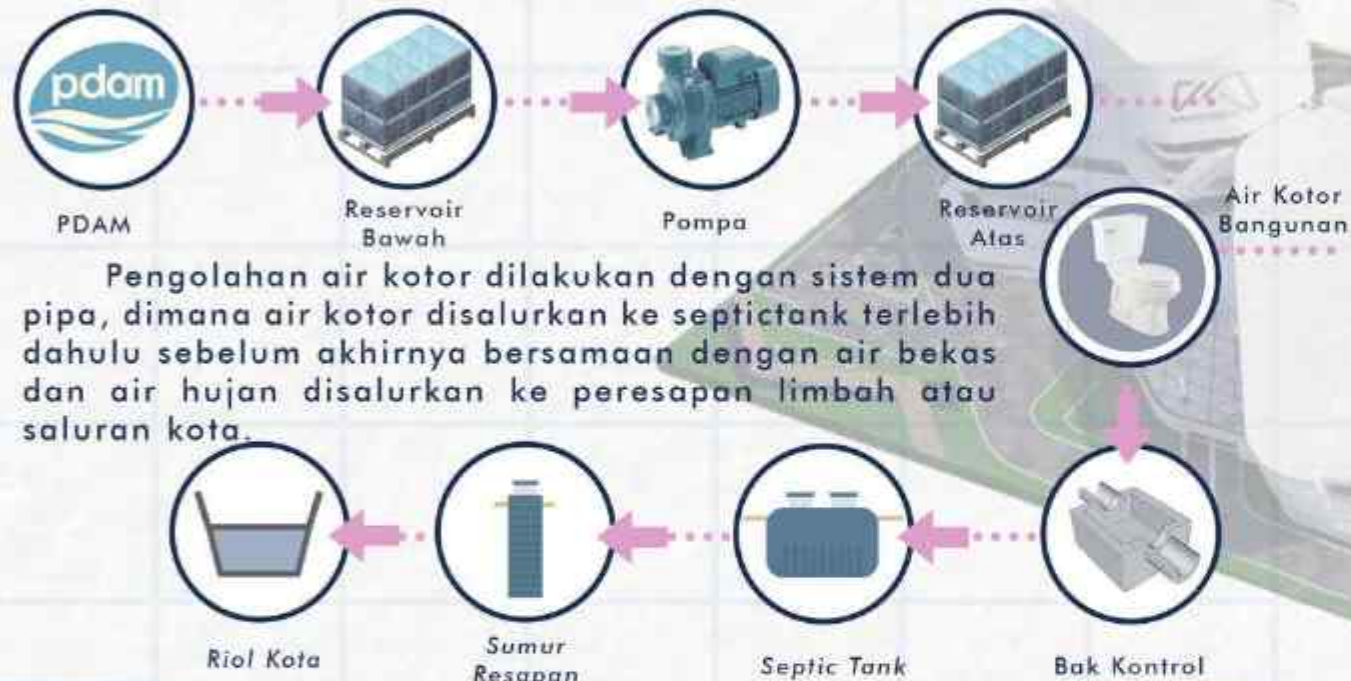 pdam
PDAM
Reservoir
Bawah
Pompa
Reservoir
Atas
Air Kotor
Bangunan
Pengolahan air kotor dilakukan dengan sistem dua
pipa, dimana air kotor disalurkan ke septictank terlebih
dahulu sebelum akhirnya bersamaan dengan air bekas
dan air hujan disalurkan ke peresapan limbah atau
saluran kota.
Riol Kota
Sumur
Resapan
Septic Tank
Bak Kontrol